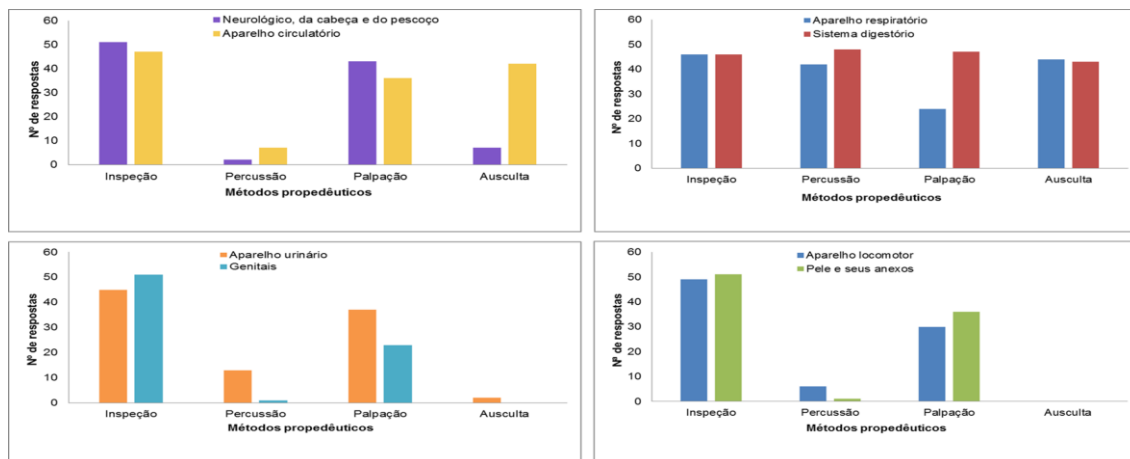 Neurológico, da cabeça e do pescoço
Aparelho circulatório
Nº de respostas
60
50
40
30
20
10
0
Inspeção Percussão Palpação Ausculta
Métodos propedêuticos
Aparelho respiratório
Sistema digestório
Nº de respostas
60
50
40
30
20
10
0
Inspeção Percussão Palpação Ausculta
Métodos propedêuticos
Aparelho urinário
Genitais
Nº de respostas
60
50
40
30
20
10
0
Inspeção Percussão Palpação Ausculta
Métodos propedêuticos
Aparelho locomotor
Pele e seus anexos
Nº de respostas
60
50
40
30
20
10
0
Inspeção Percussão Palpação Ausculta
Métodos propedêuticos